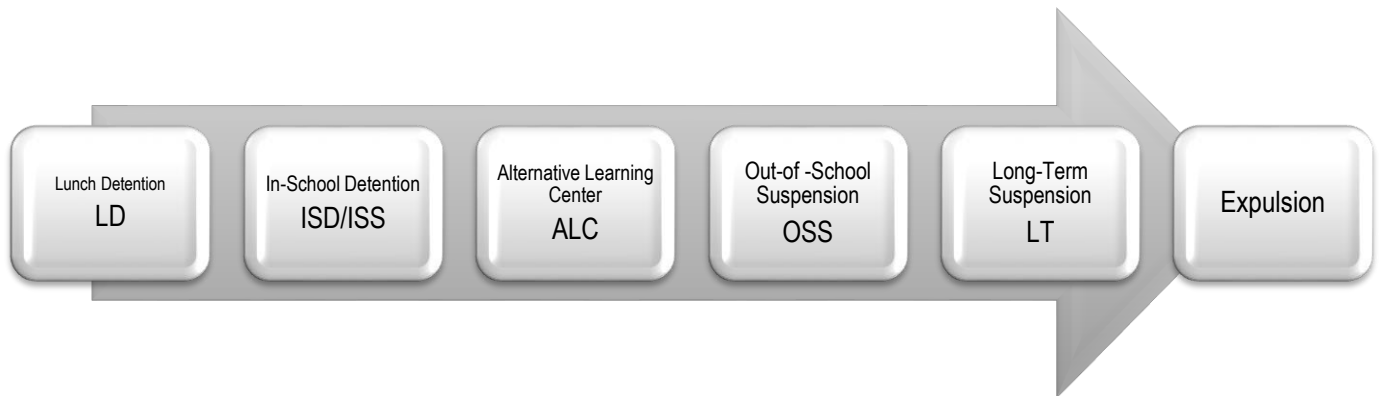 Lunch Detention
LD
In-School Detention
ISD/ISS
Alternative Learning
Center
ALC
Out-of -School
Suspension
OSS
Long-Term
Suspension
LT
Expulsion